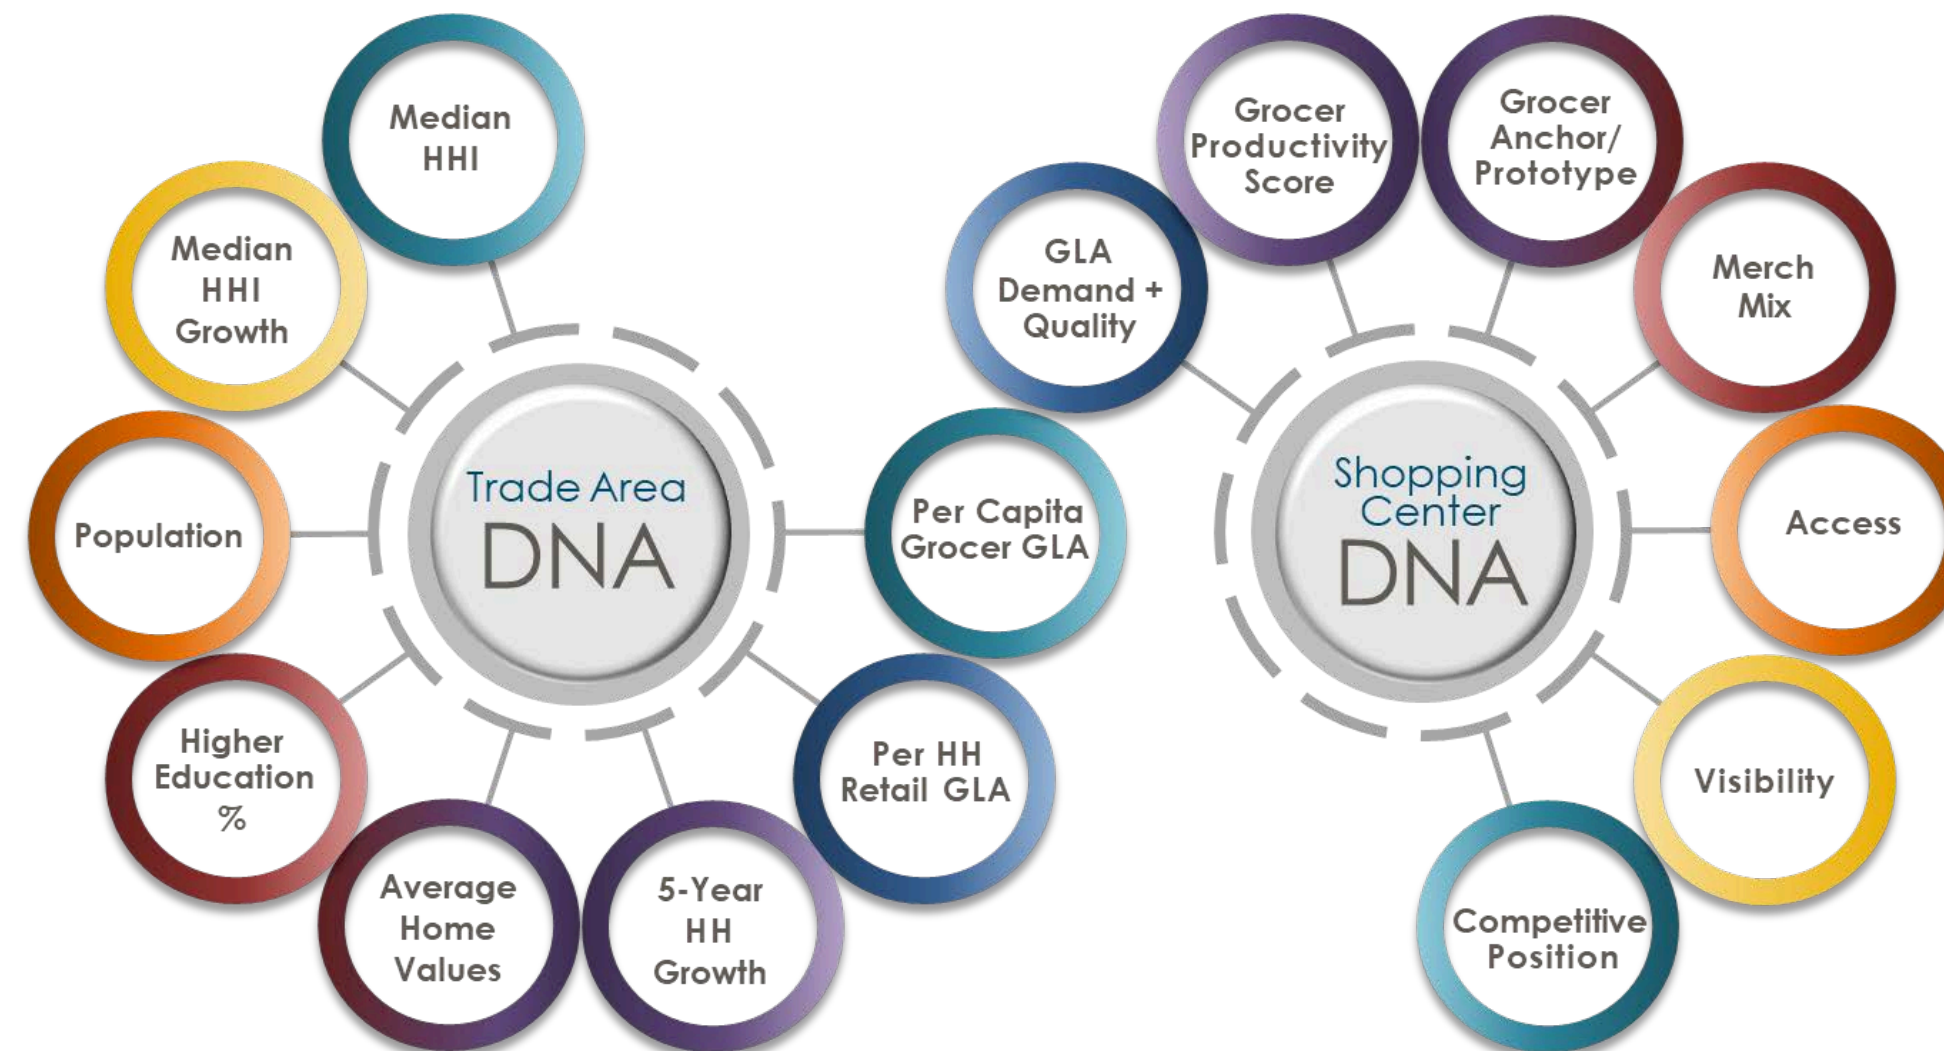 Median
HHI
Median
HHI
Growth
Population
Higher
Education
%
Average
Home
Values
5-Year
HH
Growth
Per HH
Retail GLA
Per Capita
Grocer GLA
Trade Area
DNA
GLA
Demand +
Quality
Grocer
Productivity
Score
Grocer
Anchor/
Prototype
Merch
Mix
Access
Visibility
Competitive
Position
Shopping
Center
DNA